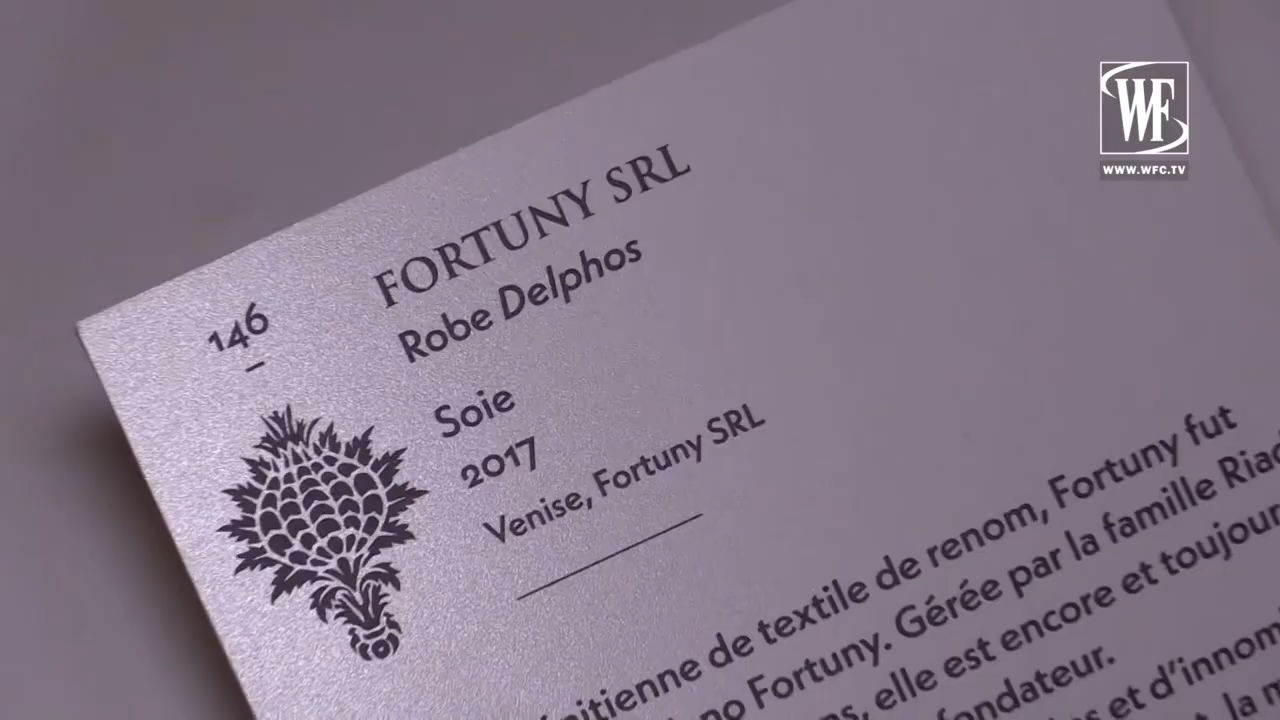 WF
WWW.WFC.TV
146
FORTUNY SRL
Robe Delphos
Soie
2017
Venise, Fortuny SRL
de textile de renom, Fortuny fut
Fortuny. Gérée par la famille
elle est encore et
et
la